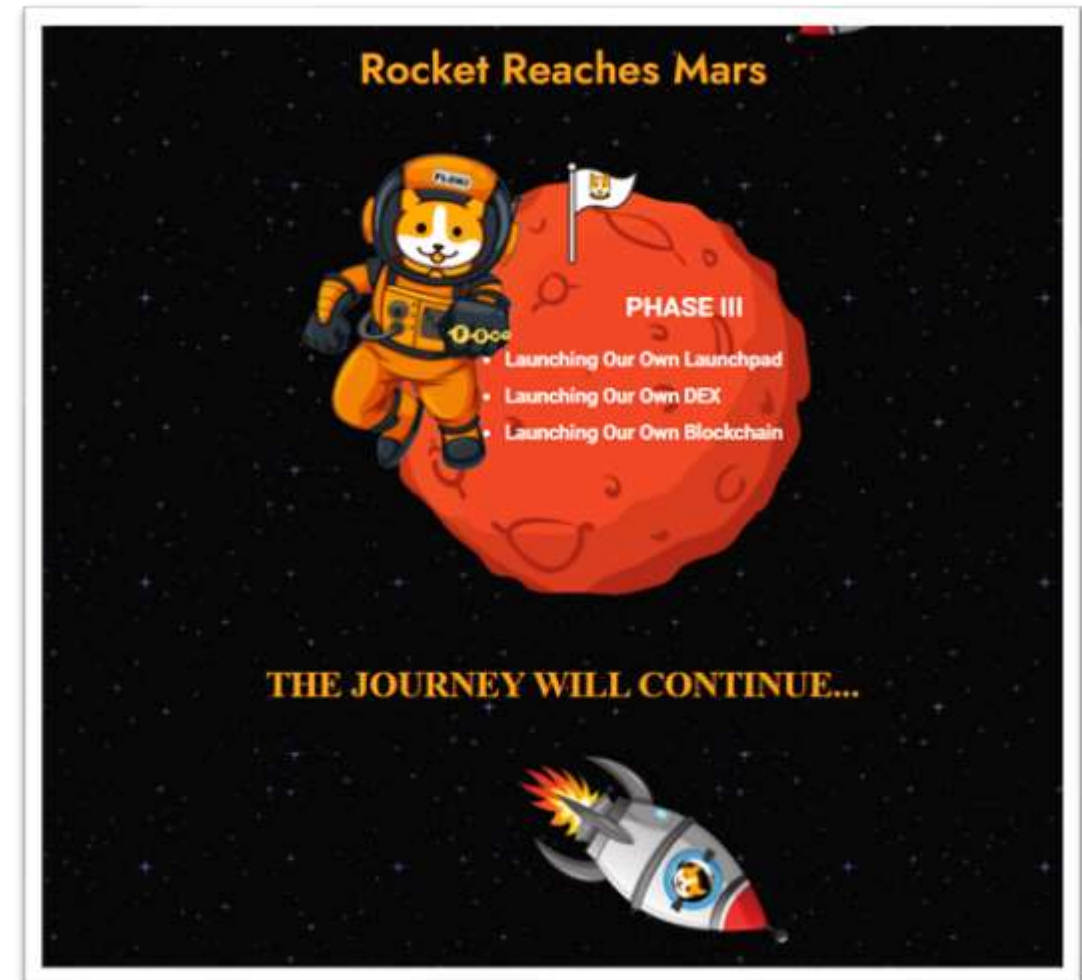 Rocket Reaches Mars
FLOKI
PHASE III
• Launching Our Own Launchpad
• Launching Our Own DEX
• Launching Our Own Blockchain
THE JOURNEY WILL CONTINUE...